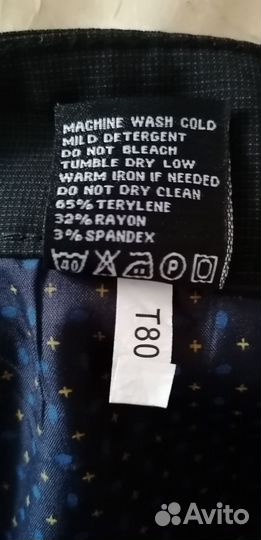 MACHINE WASH COLD
MILD DETERGENT
DO NOT BLEACH
TUMBLE DRY LOW
WARM IRON IF NEEDED
DO NOT DRY CLEAN
65% TERYLENE
32% RAYON
3% SPANDEX
40 P
T80
Avito